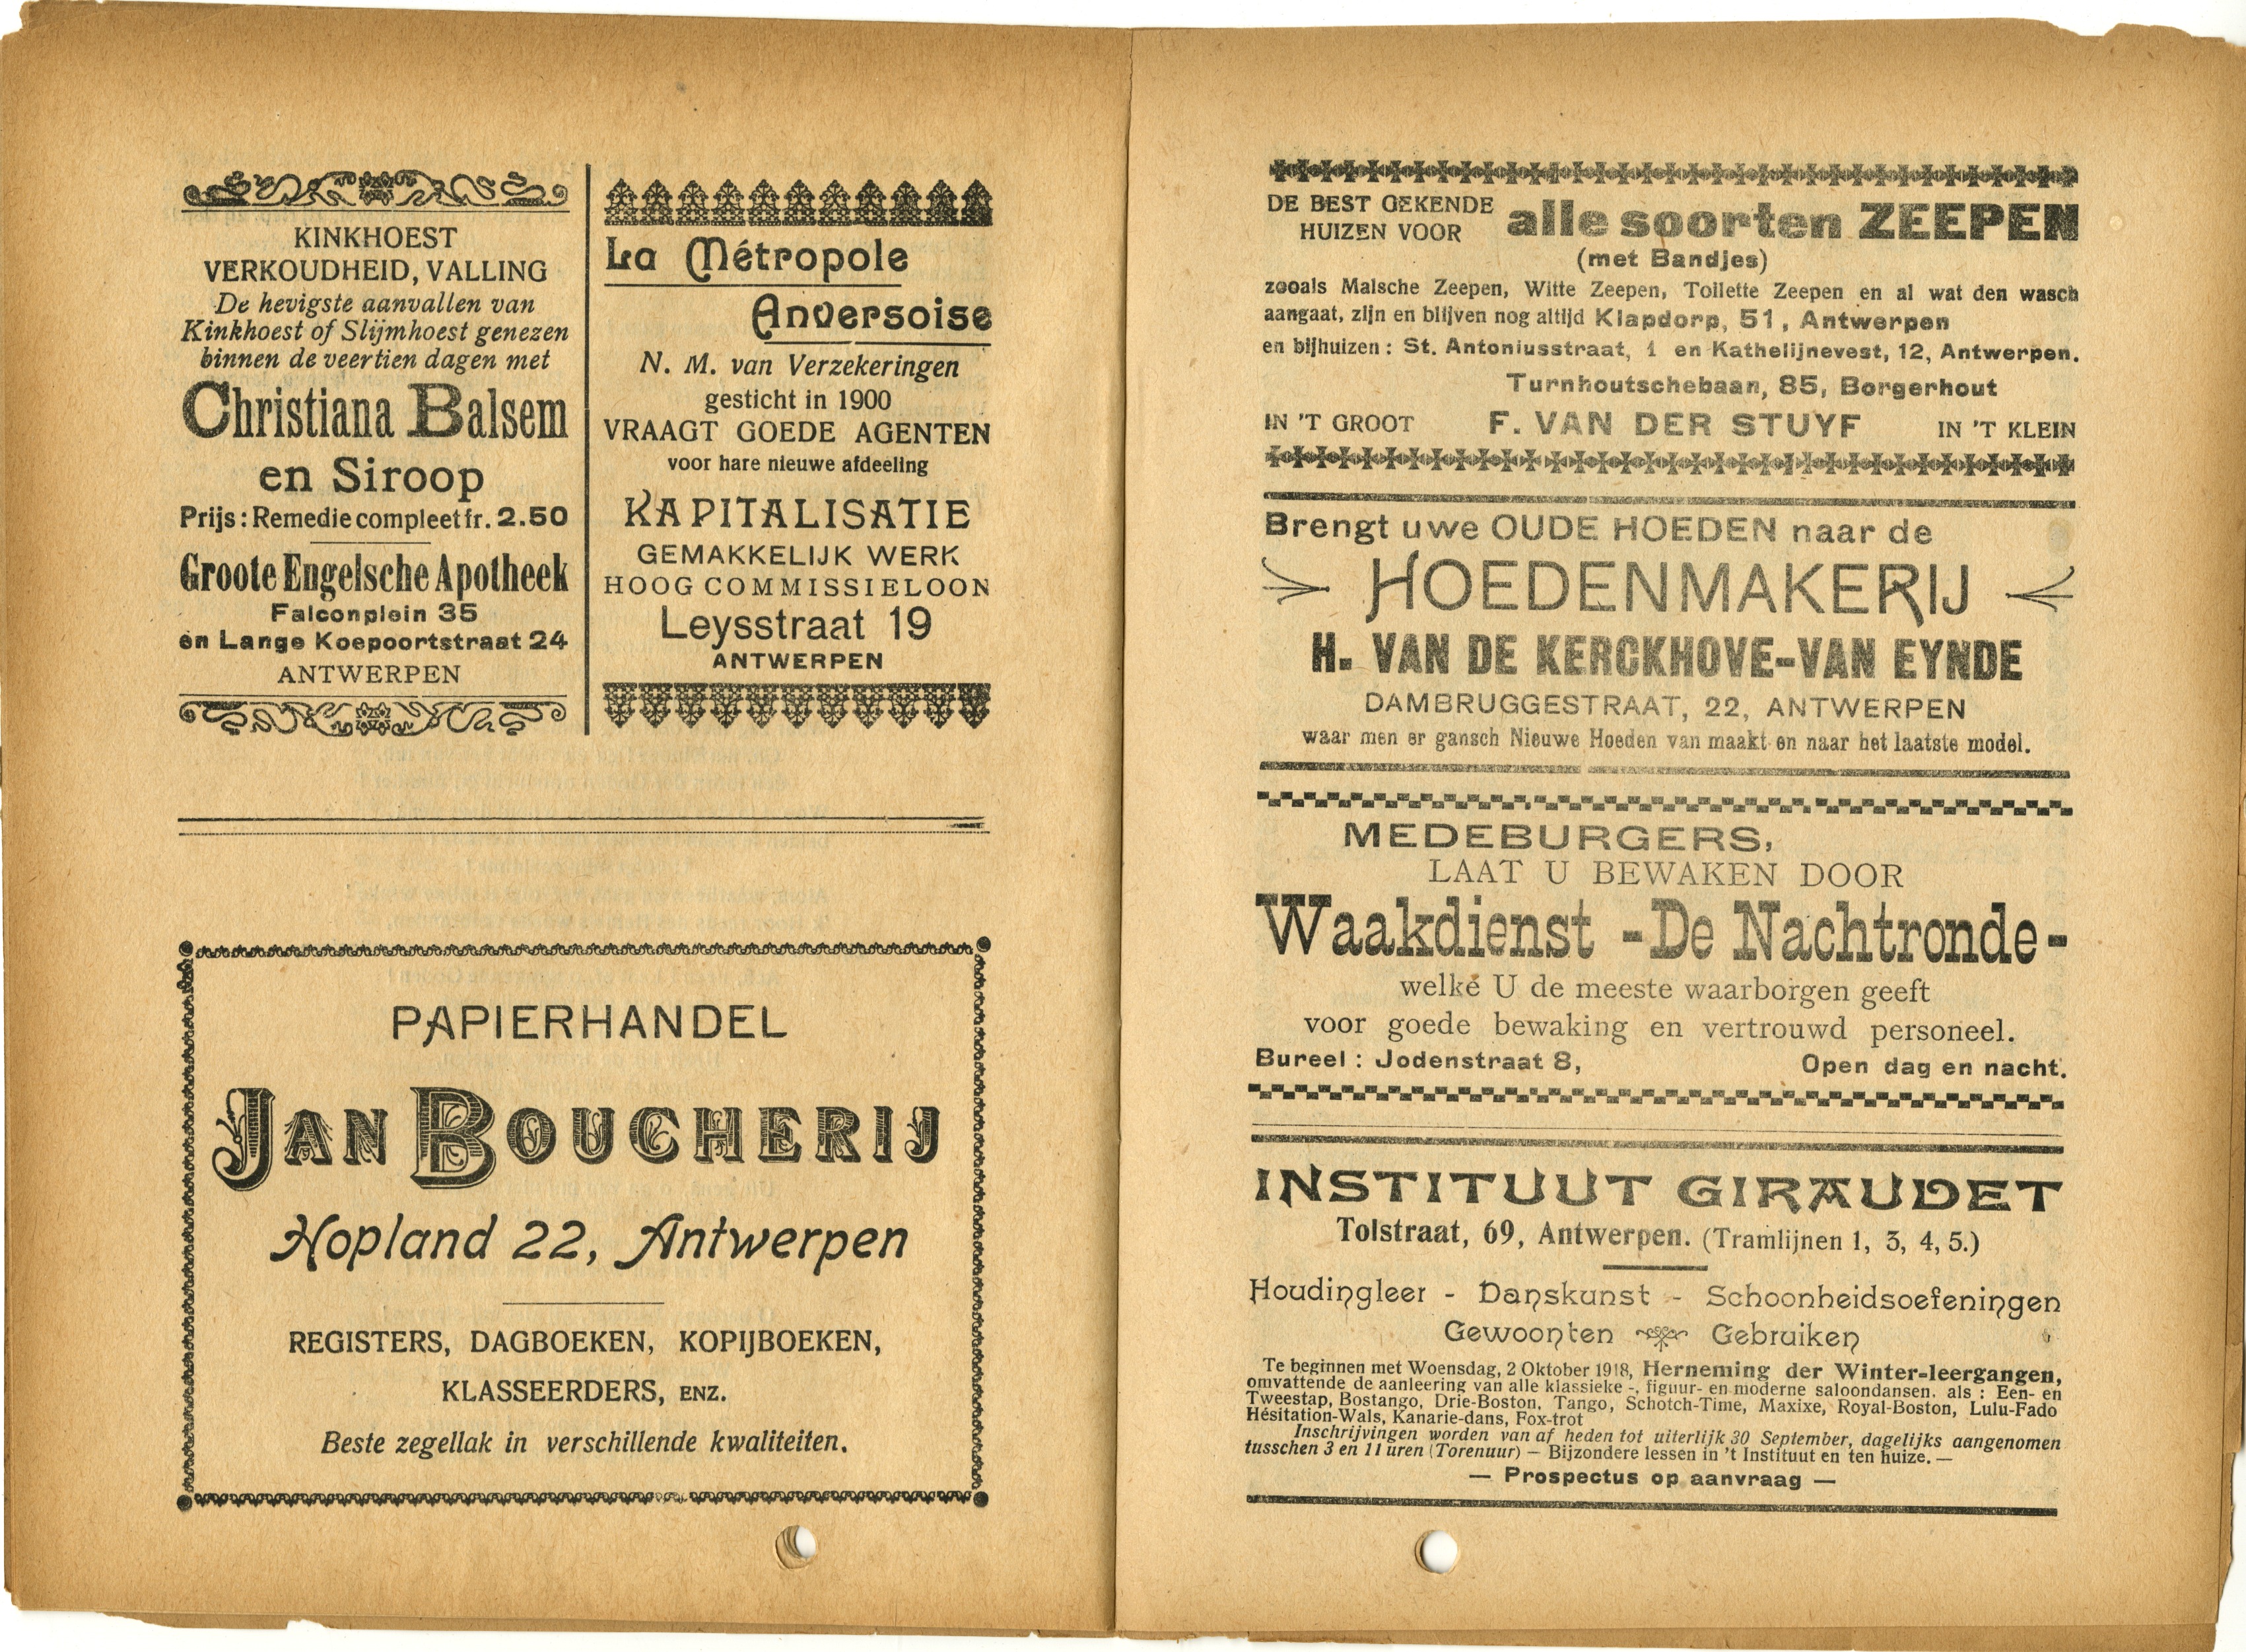 KINKHOEST
VERKOUDHEID, VALLING
De hevigste aanvallen van
Kinkhoest of Slijmhoest genezen
binnen de veertien dagen met
Christiana Balsem
en Siroop
Prijs: Remedie compleet fr. 2.50
Groote Engelsche Apotheek
Falconplein 35
en Lange Koepoortstraat 24
ANTWERPEN
La Métropole
Anversoise
N. M. van Verzekeringen
gesticht in 1900
VRAAGT GOEDE AGENTEN
voor hare nieuwe afdeeling
KAPITALISATIE
GEMAKKELIJK WERK
HOOG COMMISSIELOON
Leysstraat 19
ANTWERPEN
PAPIERHANDEL
JAN BOUCHERIJ
Hopland 22, Antwerpen
REGISTERS, DAGBOEKEN, KOPIJBOEKEN,
KLASSEERDERS, ENZ.
Beste zegellak in verschillende kwaliteiten.
DE BEST GEKENDE
HUIZEN VOOR
alle soorten ZEEPEN
(met Bandjes)
zooals Malsche Zeepen, Witte Zeepen, Toilette Zeepen en al wat den wasch
aangaat, zijn en blijven nog altijd Klapdorp, 51, Antwerpen
en bijhuizen: St. Antoniusstraat, 1 en Kathelijnevest, 12, Antwerpen.
Turnhoutschebaan, 85, Borgerhout
IN 'T GROOT F. VAN DER STUYF IN 'T KLEIN
Brengt uwe OUDE HOEDEN naar de
HOEDENMAKERIJ
H. VAN DE KERCKHOVE-VAN EYNDE
DAMBRUGGESTRAAT, 22, ANTWERPEN
waar men er gansch Nieuwe Hoeden van maakt en naar het laatste model.
MEDEBURGERS,
LAAT U BEWAKEN DOOR
Waakdienst - De Nachtronde -
welke U de meeste waarborgen geeft
voor goede bewaking en vertrouwd personeel.
Bureel: Jodenstraat 8, Open dag en nacht.
INSTITUUT GIRAUDET
Tolstraat, 69, Antwerpen. (Tramlijnen 1, 3, 4, 5.)
Houdingleer - Danskunst - Schoonheidsoefeningen
Gewoonten Gebruiken
Te beginnen met Woensdag, 2 Oktober 1918, Herneming der Winter-leergangen,
omvattende de aanleering van alle klassieke -, figuur- en moderne saloondansen, als : Een- en
Tweestap, Bostango, Drie-Boston, Tango, Schotch-Time, Maxixe, Royal-Boston, Lulu-Fado
Hésitation-Wals, Kanarie-dans, Fox-trot
Inschrijvingen worden van af heden tot uiterlijk 30 September, dagelijks aangenomen
tusschen 3 en 11 uren (Torenuur) — Bijzondere lessen in 't Instituut en ten huize. —
— Prospectus op aanvraag —